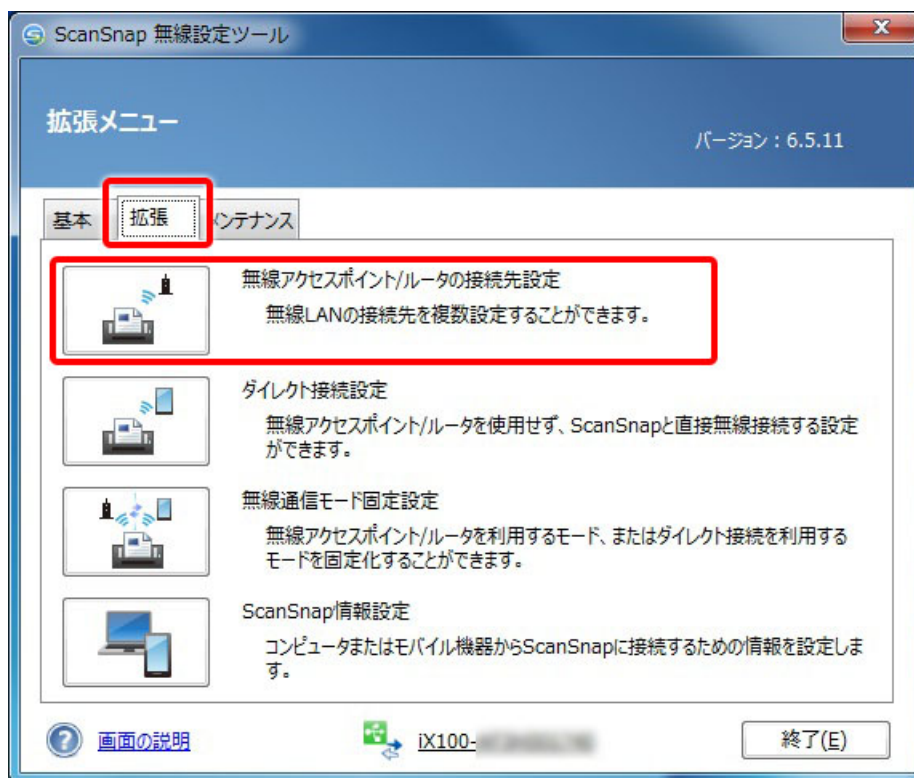 ScanSnap 無線設定ツール
拡張メニュー
バージョン：6.5.11
基本 拡張 メンテナンス
無線アクセスポイント/ルータの接続先設定
無線LANの接続先を複数設定することができます。
ダイレクト接続設定
無線アクセスポイント/ルータを使用せず、ScanSnapと直接無線接続する設定
ができます。
無線通信モード固定設定
無線アクセスポイント/ルータを利用するモード、またはダイレクト接続を利用する
モードを固定化することができます。
ScanSnap情報設定
コンピュータまたはモバイル機器からScanSnapに接続するための情報を設定しま
す。
画面の説明 iX100- 終了(E)